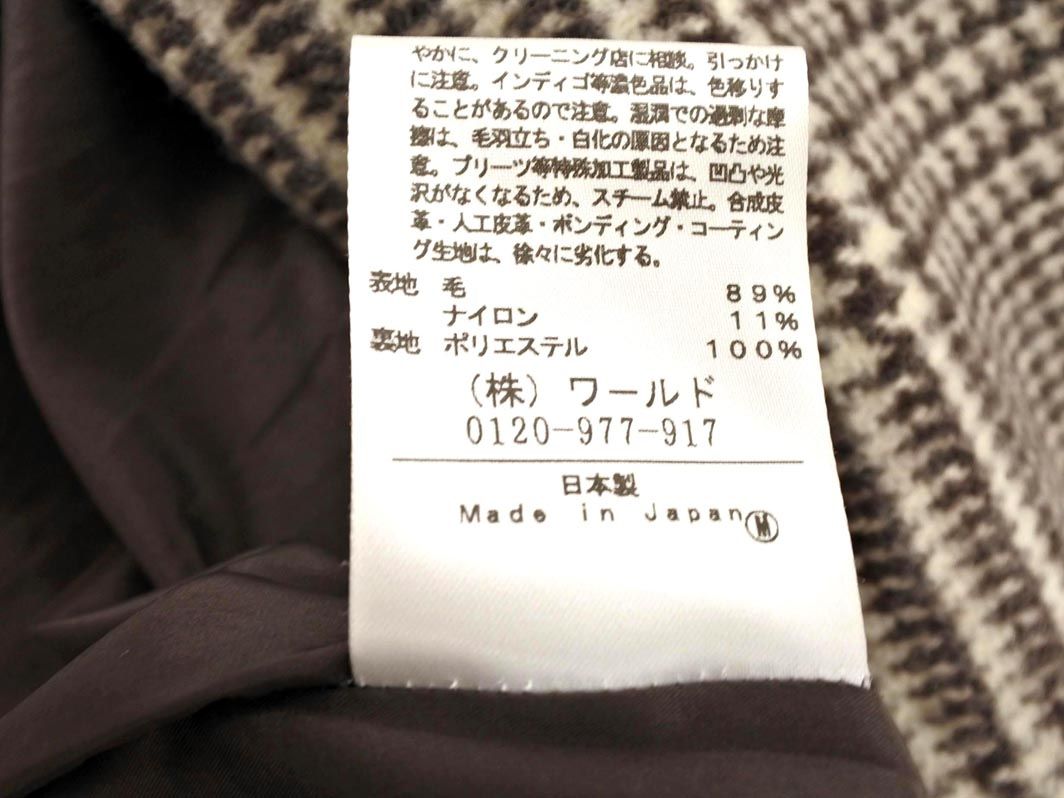 やかに、クリーニング店に相談。引っかけ
に注意。インディゴ等濃色品は、色移りす
ることがあるので注意。湿潤での過剰な摩
擦は、毛羽立ち・白化の原因となるため注
意。プリーツ等特殊加工製品は、凹凸や光
沢がなくなるため、スチーム禁止。合成皮
革・人工皮革・ボンディング・コーティン
グ生地は、徐々に劣化する。
表地 毛 89%
ナイロン 11%
裏地 ポリエステル 100%
(株)ワールド
0120-977-917
日本製
Made in Japan Ⓜ